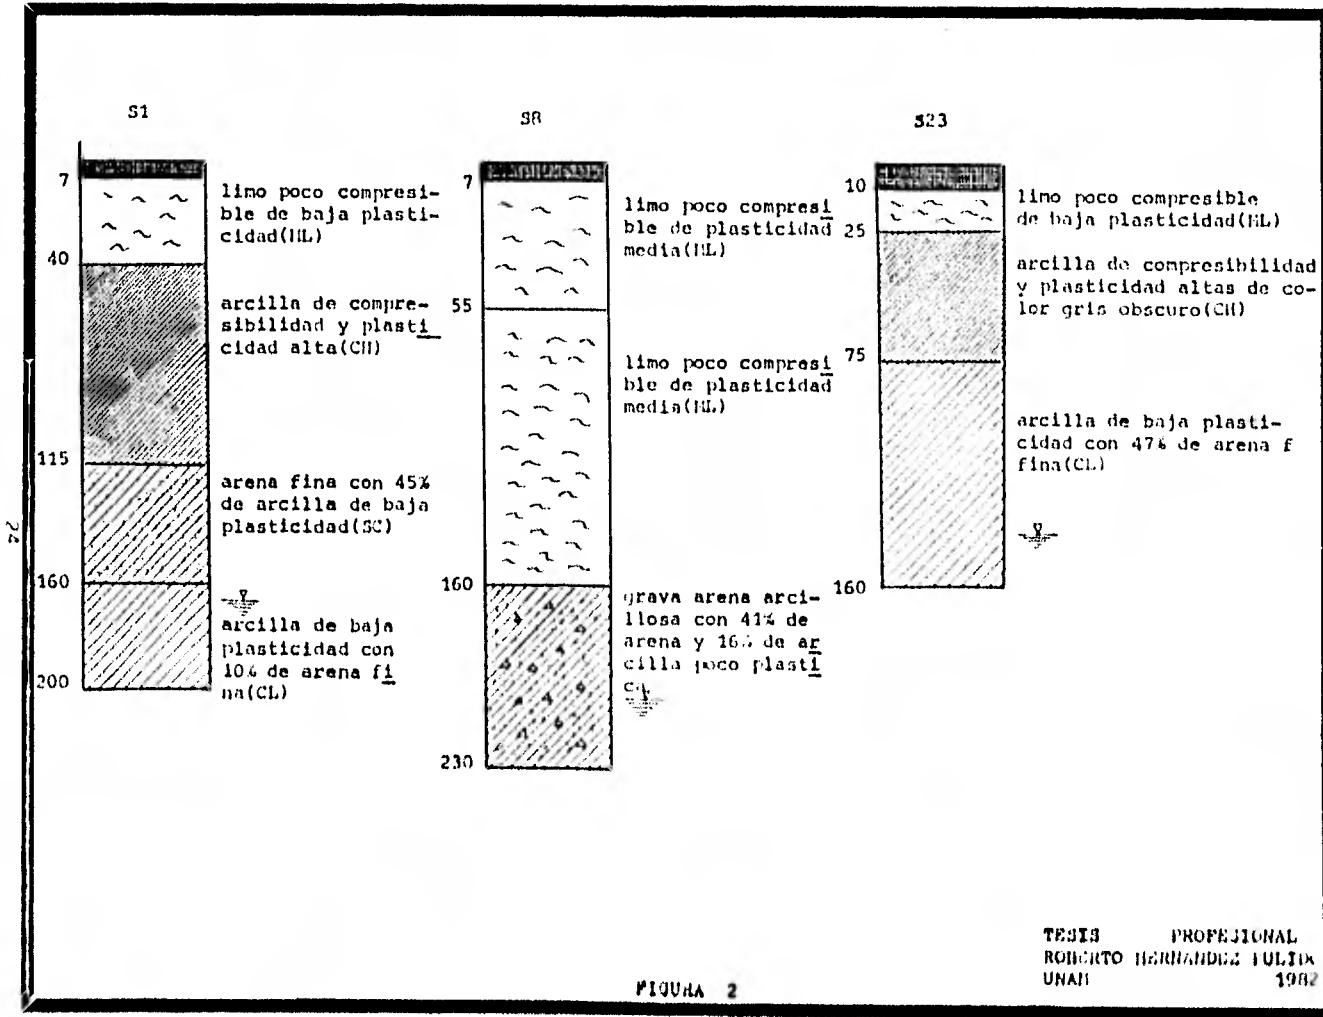 S1
7
40
115
160
200
limo poco compresi-
ble de baja plasti-
cidad(ML)
arcilla de compre-
sibilidad y plasti
cidad alta(CH)
arena fina con 45%
de arcilla de baja
plasticidad(SC)
arcilla de baja
plasticidad con
10% de arena fi
na(CL)
S8
7
55
160
230
limo poco compresi
ble de plasticidad
media(ML)
limo poco compresi
ble de plasticidad
media(ML)
grava arena arci-
llosa con 41% de
arena y 16% de ar
cilla poco plasti
ca
S23
10
25
75
160
limo poco compresible
de baja plasticidad(ML)
arcilla de compresibilidad
y plasticidad altas de co-
lor gris obscuro(CH)
arcilla de baja plasti-
cidad con 47% de arena f
fina(CL)
24
FIGURA 2
TESIS PROFESIONAL
ROBERTO HERNANDEZ
UNAM 1982